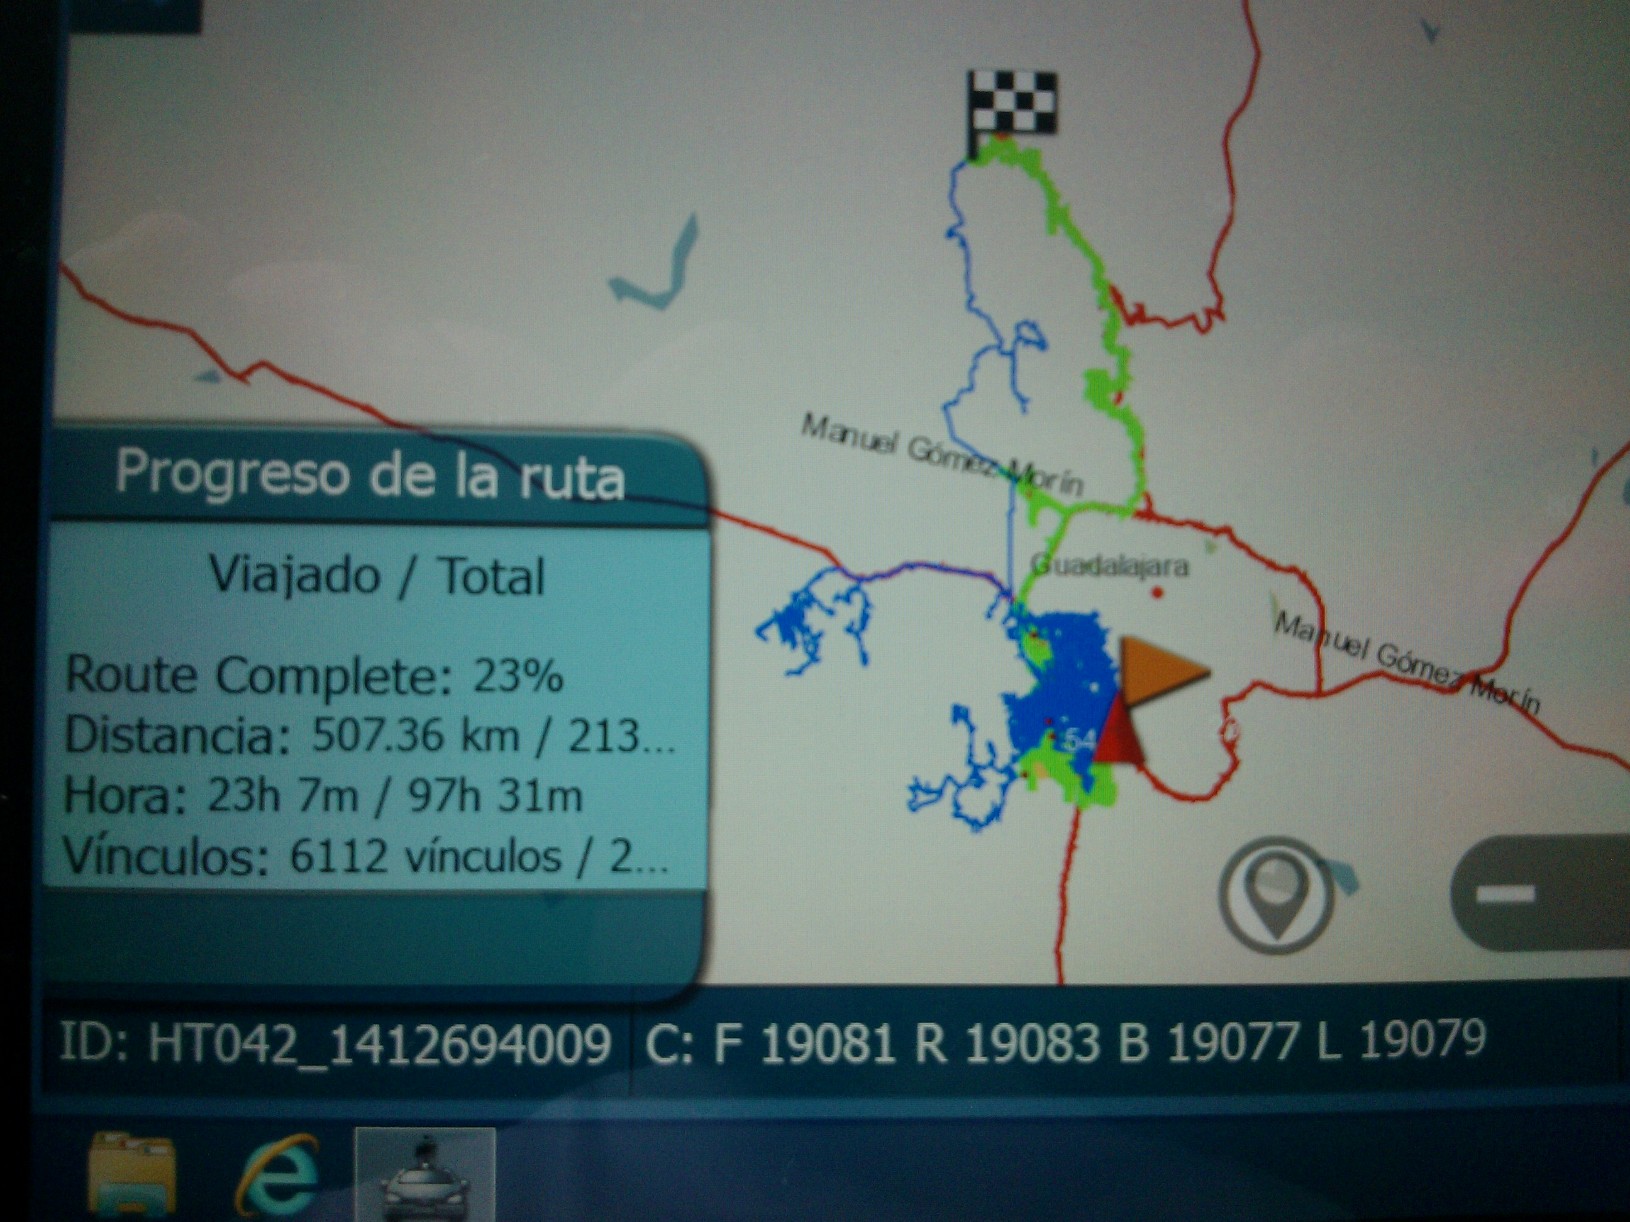 Manuel Gómez Morín
Guadalajara
Manuel Gómez Morín
54
Progreso de la ruta
Viajado / Total
Route Complete: 23%
Distancia: 507.36 km / 213...
Hora: 23h 7m / 97h 31m
Vínculos: 6112 vínculos / 2...
ID: HT042_1412694009
C: F 19081 R 19083 B 19077 L 19079